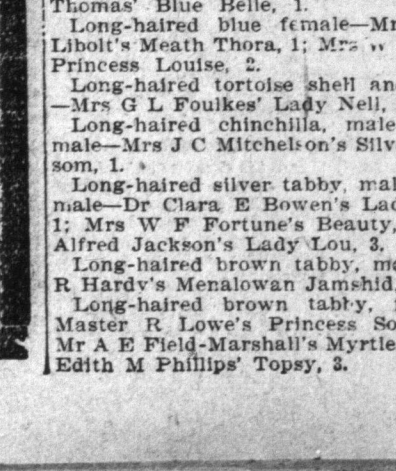 Thomas' Blue Belle, 1.
Long-haired blue female—Mr
Libolt's Meath Thora, 1; Mrs
Princess Louise, 2.
Long-haired tortoise shell an
—Mrs G L Foulkes' Lady Nell,
Long-haired chinchilla, male
male—Mrs J C Mitchelson's Silv
som, 1.
Long-haired silver tabby, mal
male—Dr Clara E Bowen's Lad
1; Mrs W F Fortune's Beauty,
Alfred Jackson's Lady Lou, 3.
Long-haired brown tabby, ma
R Hardy's Menalowan Jamshid
Long-haired brown tabby,
Master R Lowe's Princess So
Mr A E Field-Marshall's Myrtle
Edith M Phillips' Topsy, 3.